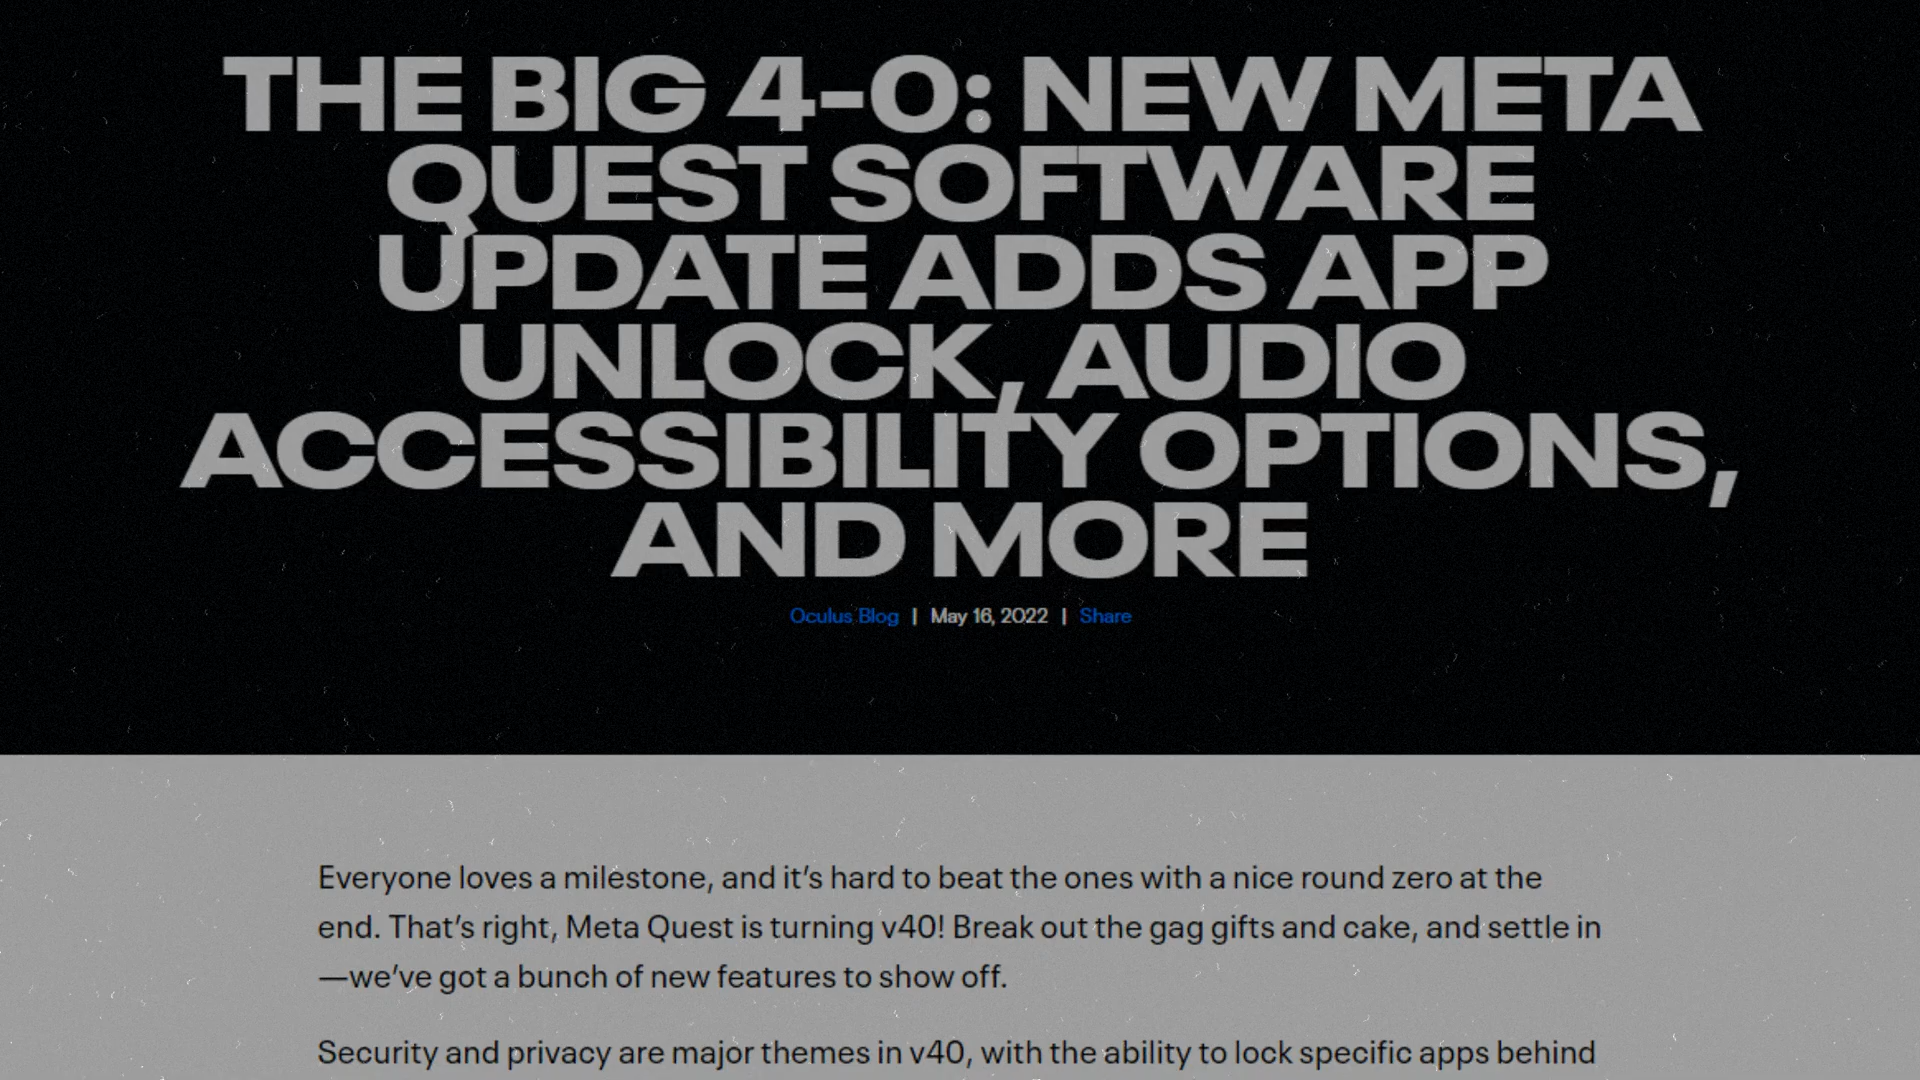 THE BIG 4-0: NEW META
QUEST SOFTWARE
UPDATE ADDS APP
UNLOCK, AUDIO
ACCESSIBILITY OPTIONS,
AND MORE
Oculus Blog | May 16, 2022 | Share
Everyone loves a milestone, and it’s hard to beat the ones with a nice round zero at the
end. That’s right, Meta Quest is turning v40! Break out the gag gifts and cake, and settle in
—we’ve got a bunch of new features to show off.
Security and privacy are major themes in v40, with the ability to lock specific apps behind